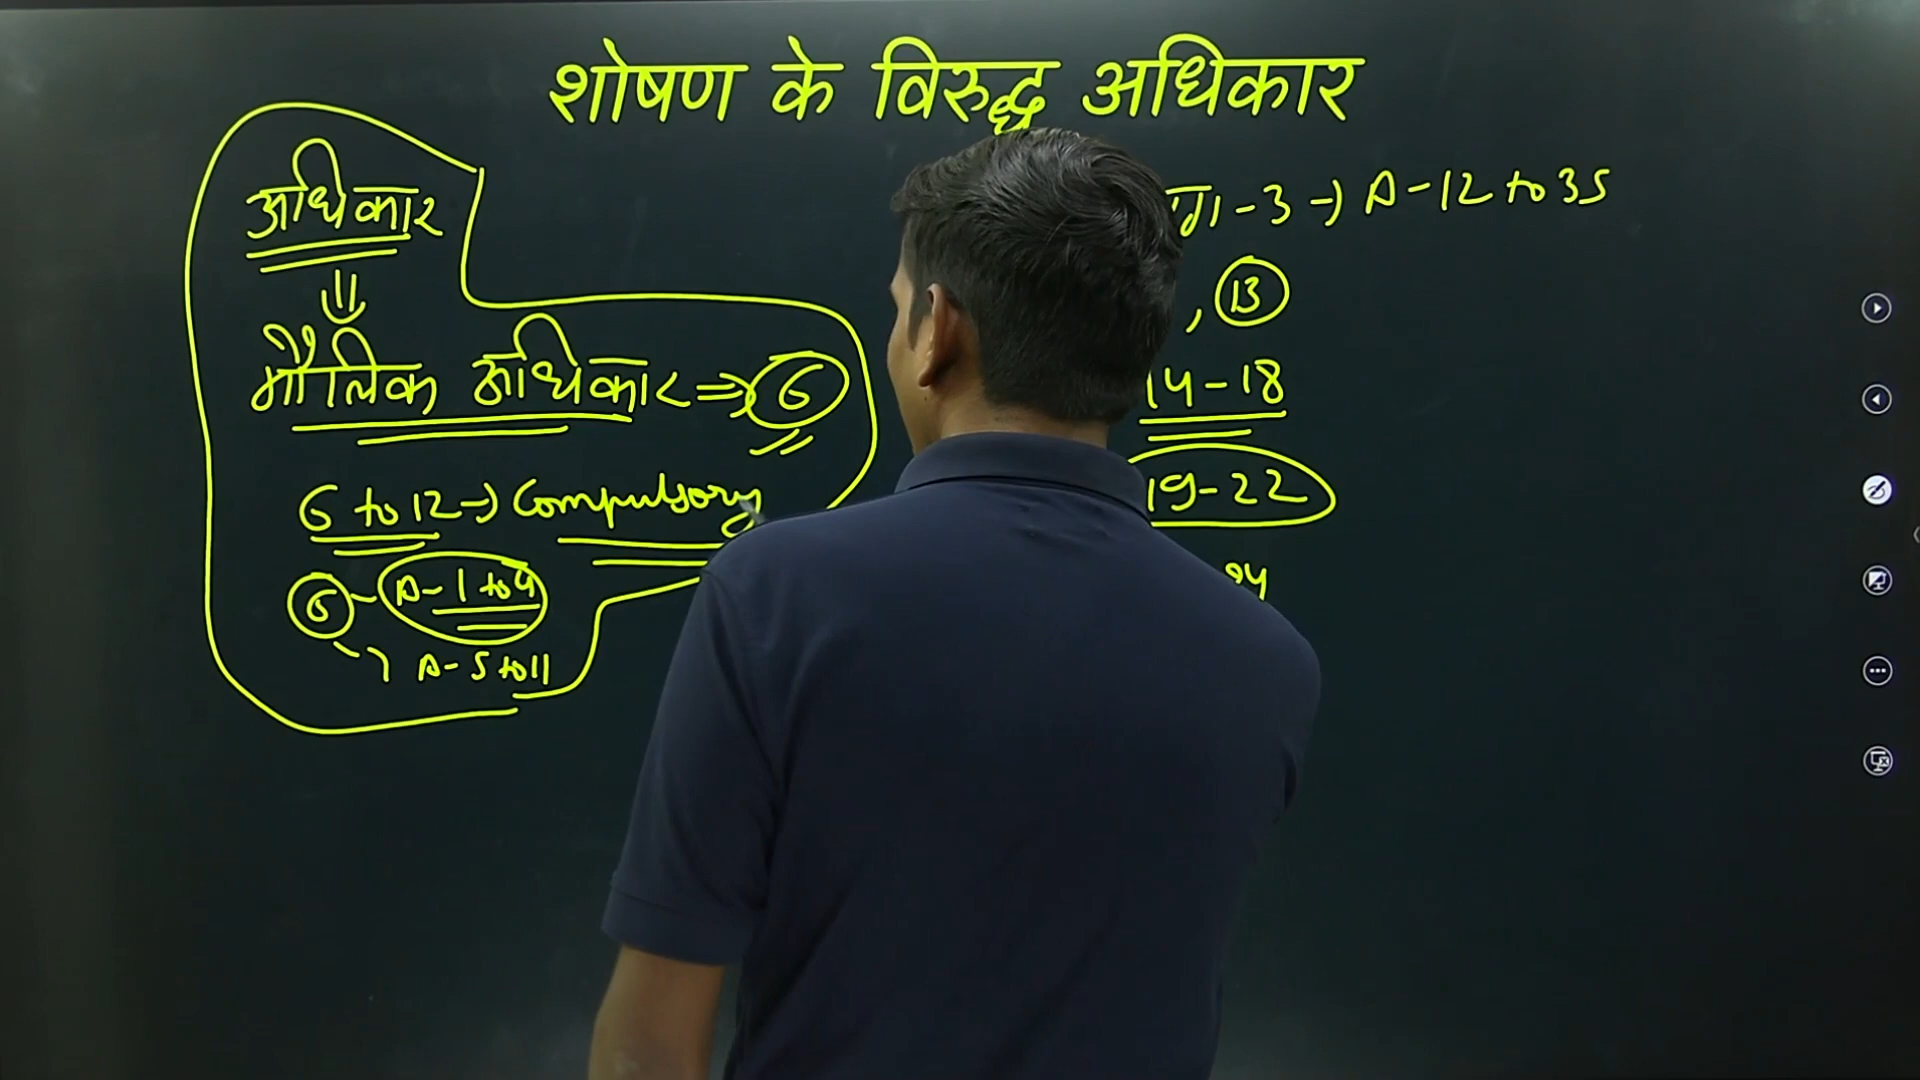 शोषण के विरुद्ध अधिकार
अधिकार
मौलिक अधिकार ⇒ 6
6 to 12 → Compulsory
6 - A - 1 to 4
A - 5 to 11
- 3 → A - 12 to 35
, 13
14 - 18
19 - 22